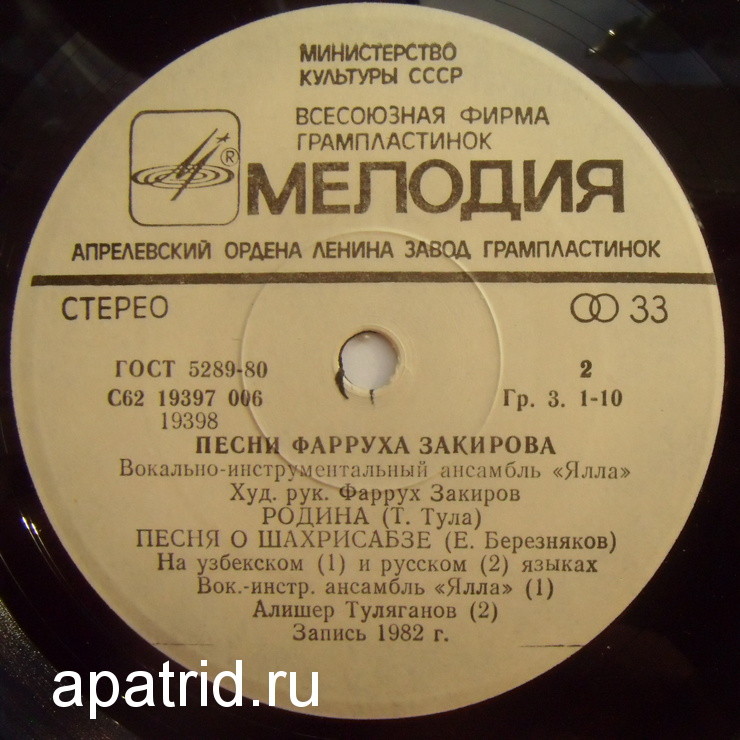 МИНИСТЕРСТВО
КУЛЬТУРЫ СССР
ВСЕСОЮЗНАЯ ФИРМА
ГРАМПЛАСТИНОК
®
МЕЛОДИЯ
АПРЕЛЕВСКИЙ ОРДЕНА ЛЕНИНА ЗАВОД ГРАМПЛАСТИНОК
СТЕРЕО 33
ГОСТ 5289-80 2
С62 19397 006 Гр. 3. 1-10
19398
ПЕСНИ ФАРРУХА ЗАКИРОВА
Вокально-инструментальный ансамбль «Ялла»
Худ. рук. Фаррух Закиров
РОДИНА (Т. Тула)
ПЕСНЯ О ШАХРИСАБЗЕ (Е. Березняков)
На узбекском (1) и русском (2) языках
Вок.-инстр. ансамбль «Ялла» (1)
Алишер Туляганов (2)
Запись 1982 г.
apatrid.ru